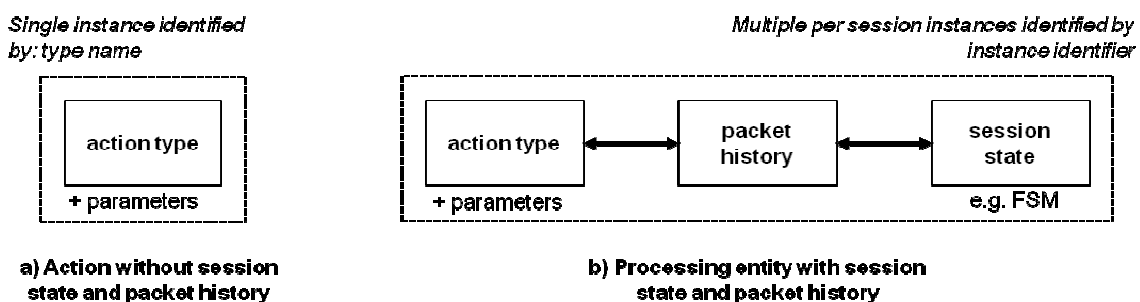 Single instance identified
by: type name
Multiple per session instances identified by
instance identifier
action type
+ parameters
action type
+ parameters
packet
history
session
state
e.g. FSM
a) Action without session
state and packet history
b) Processing entity with session
state and packet history